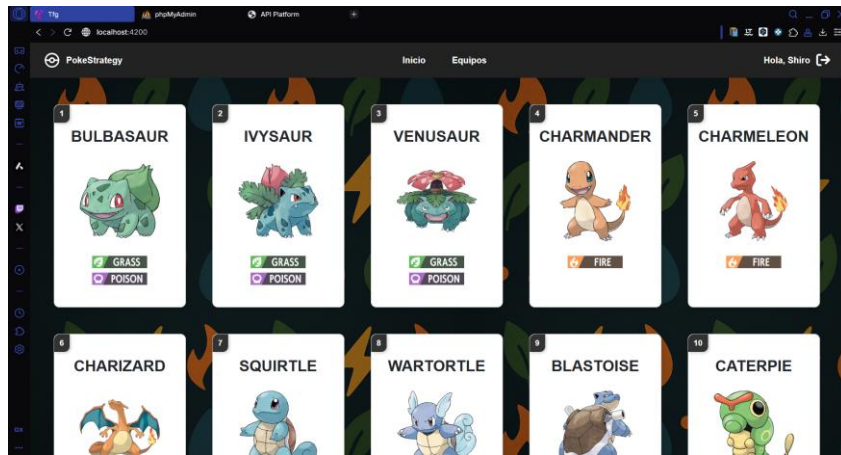 Tfg
phpMyAdmin
API Platform
localhost:4200
PokeStrategy
Inicio
Equipos
Hola, Shiro
1
BULBASAUR
GRASS
POISON
2
IVYSAUR
GRASS
POISON
3
VENUSAUR
GRASS
POISON
4
CHARMANDER
FIRE
5
CHARMELEON
FIRE
6
CHARIZARD
7
SQUIRTLE
8
WARTORTLE
9
BLASTOISE
10
CATERPIE